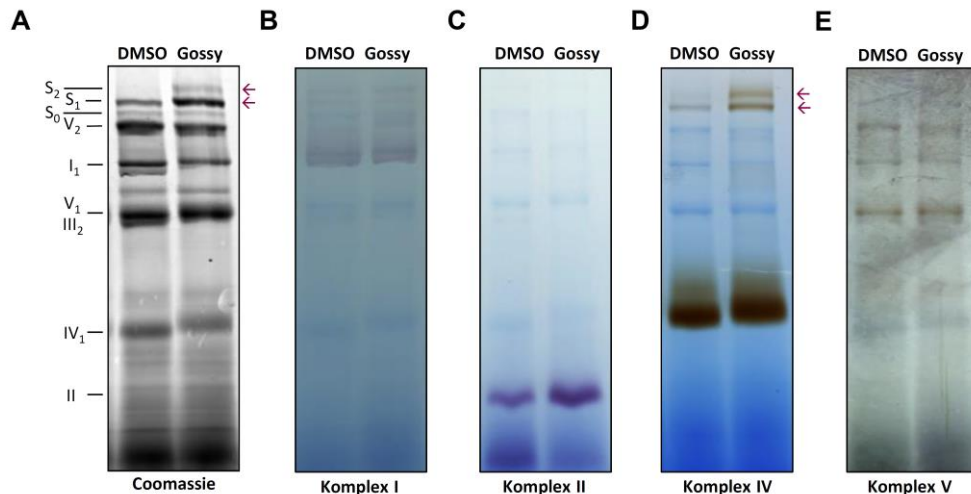 A
B
C
D
E
DMSO Gossy
DMSO Gossy
DMSO Gossy
DMSO Gossy
DMSO Gossy
S₂
S₁
S₀
V₂
I₁
V₁
III₂
IV₁
II
Coomassie
Komplex I
Komplex II
Komplex IV
Komplex V